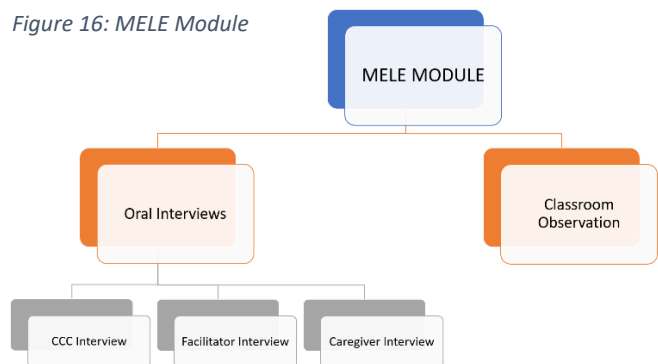 Figure 16: MELE Module
MELE MODULE
Oral Interviews
Classroom
Observation
CCC Interview
Facilitator Interview
Caregiver Interview